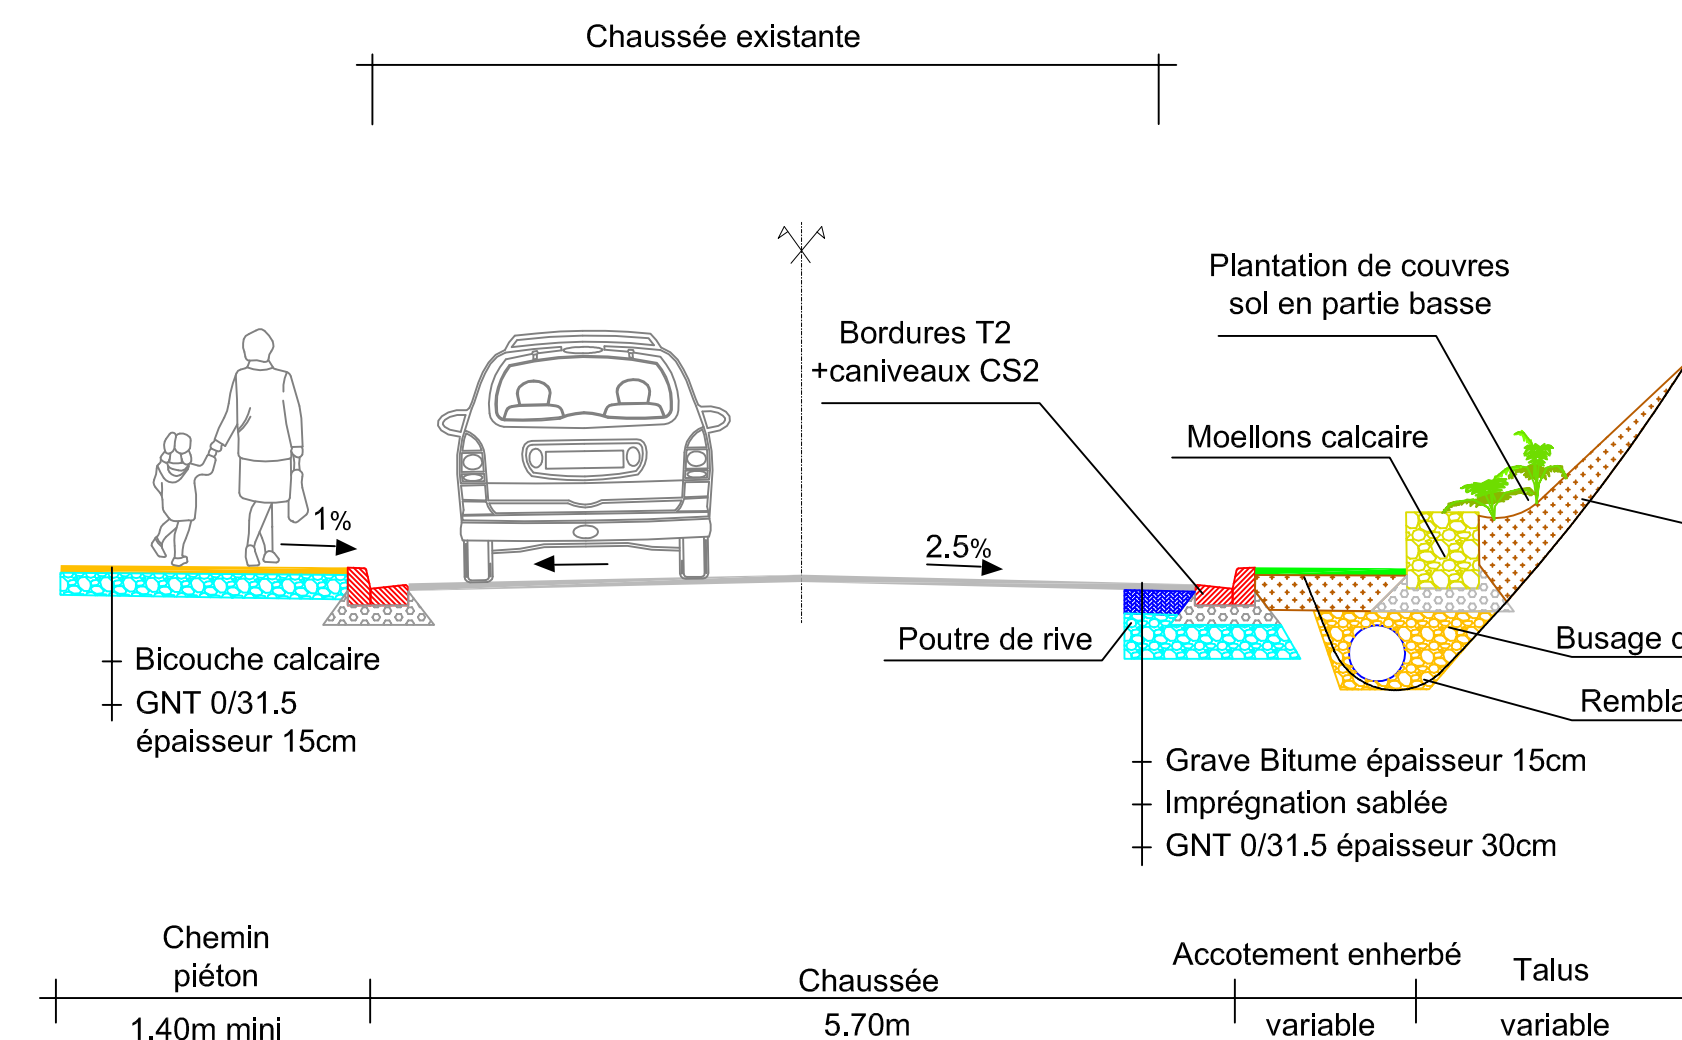 Chaussée existante
Plantation de couvres
sol en partie basse
Bordures T2
+caniveaux CS2
Moellons calcaire
1%
2.5%
Poutre de rive
Busage
Bicouche calcaire
GNT 0/31.5
épaisseur 15cm
Grave Bitume épaisseur 15cm
Imprégnation sablée
GNT 0/31.5 épaisseur 30cm
Chemin
piéton
Accotement enherbé
Talus
Chaussée
1.40m mini
5.70m
variable
variable